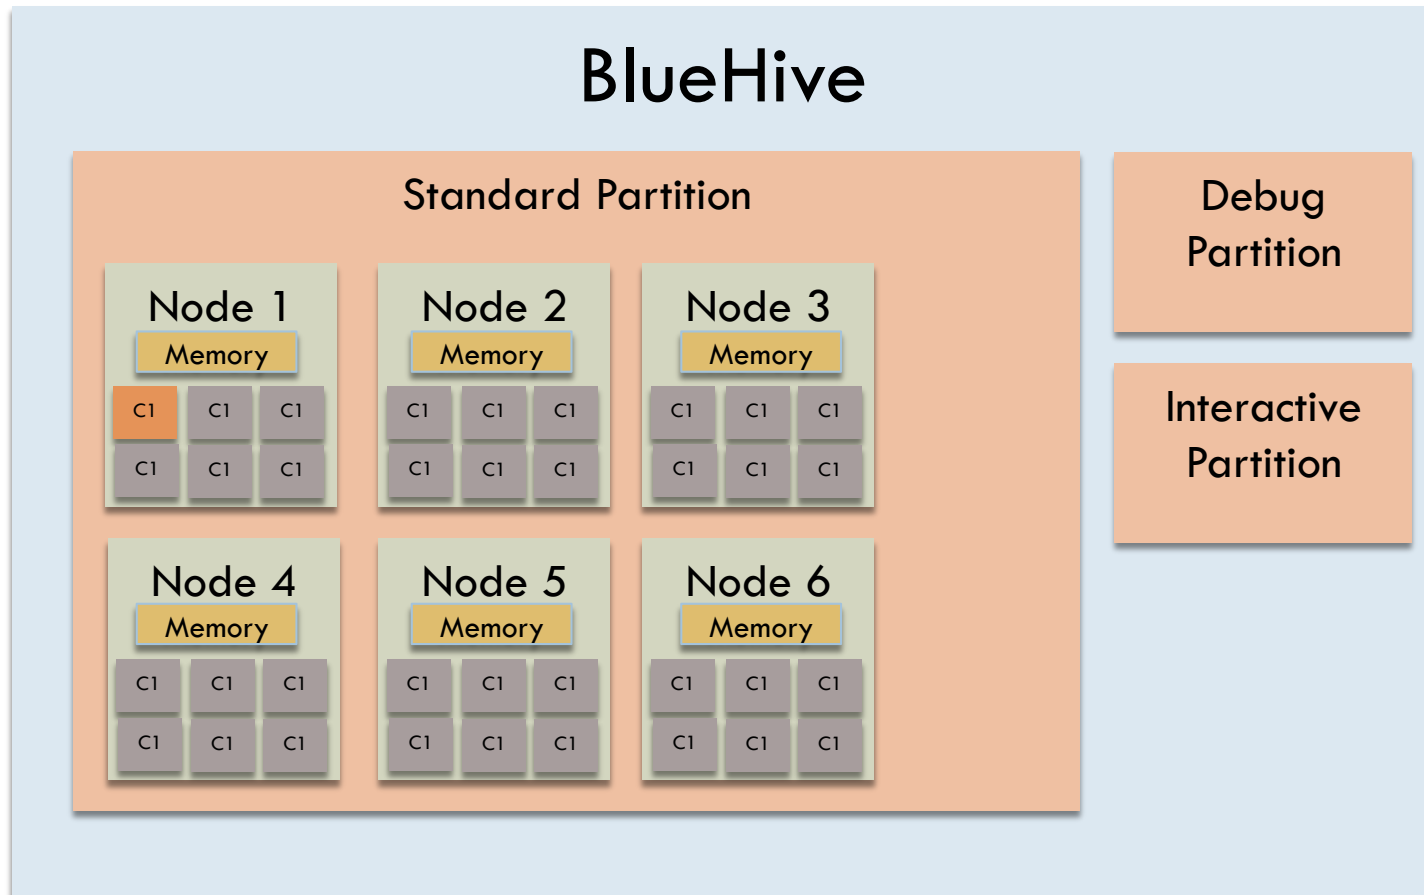 BlueHive
Standard Partition
Debug
Partition
Interactive
Partition
Node 1
Memory
C1 C1 C1
C1 C1 C1
Node 2
Memory
C1 C1 C1
C1 C1 C1
Node 3
Memory
C1 C1 C1
C1 C1 C1
Node 4
Memory
C1 C1 C1
C1 C1 C1
Node 5
Memory
C1 C1 C1
C1 C1 C1
Node 6
Memory
C1 C1 C1
C1 C1 C1